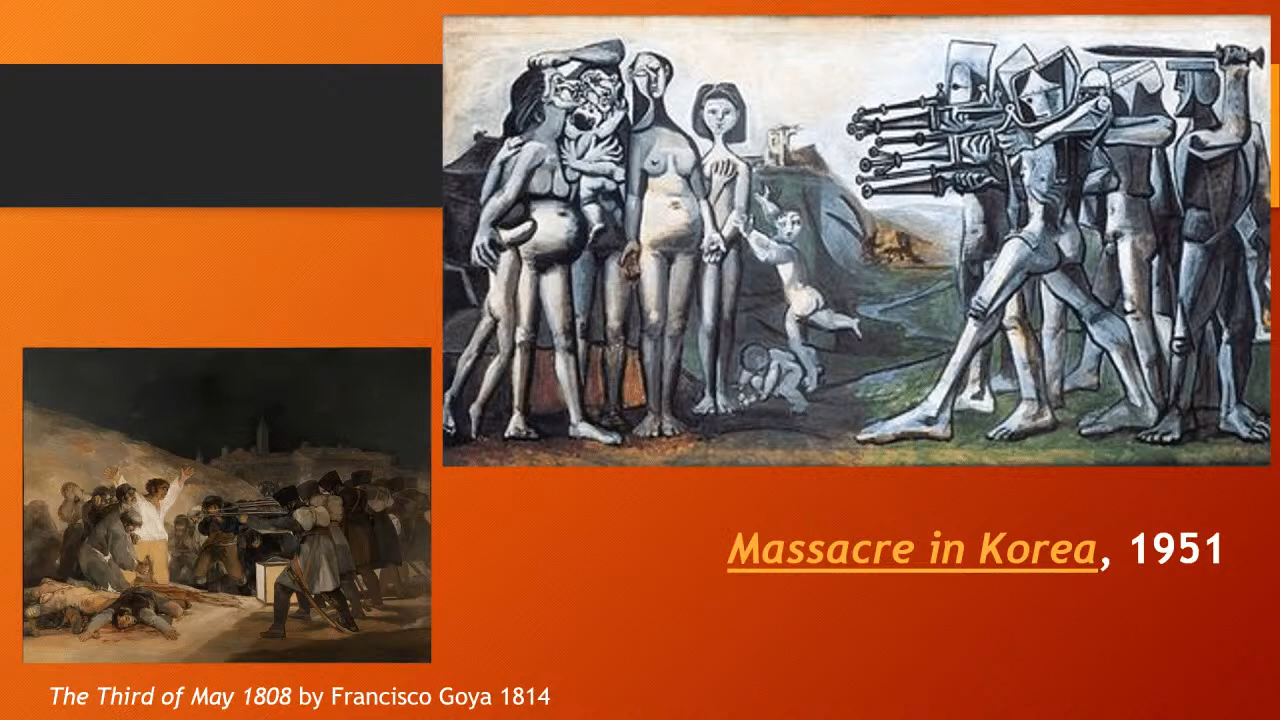 Massacre in Korea, 1951
The Third of May 1808 by Francisco Goya 1814